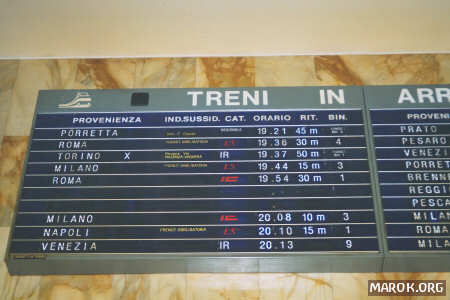 TRENI IN ARR
PROVENIENZA IND.SUSSID. CAT. ORARIO RIT. BIN. PROVENI
PORRETTA 19.21 45 m PRATO
ROMA ES 19.36 30 m 4 PESARO
TORINO X IR 19.37 50 m VENEZI
MILANO ES 19.44 15 m 3 PORRET
ROMA IC 19.54 30 m 1 BRENNE
REGGI
PESCA
MILANO IC 20.08 10 m 3 MILAN
NAPOLI ES 20.10 15 m 1 ROMA
VENEZIA IR 20.13 9 MILAN
MAROK.ORG